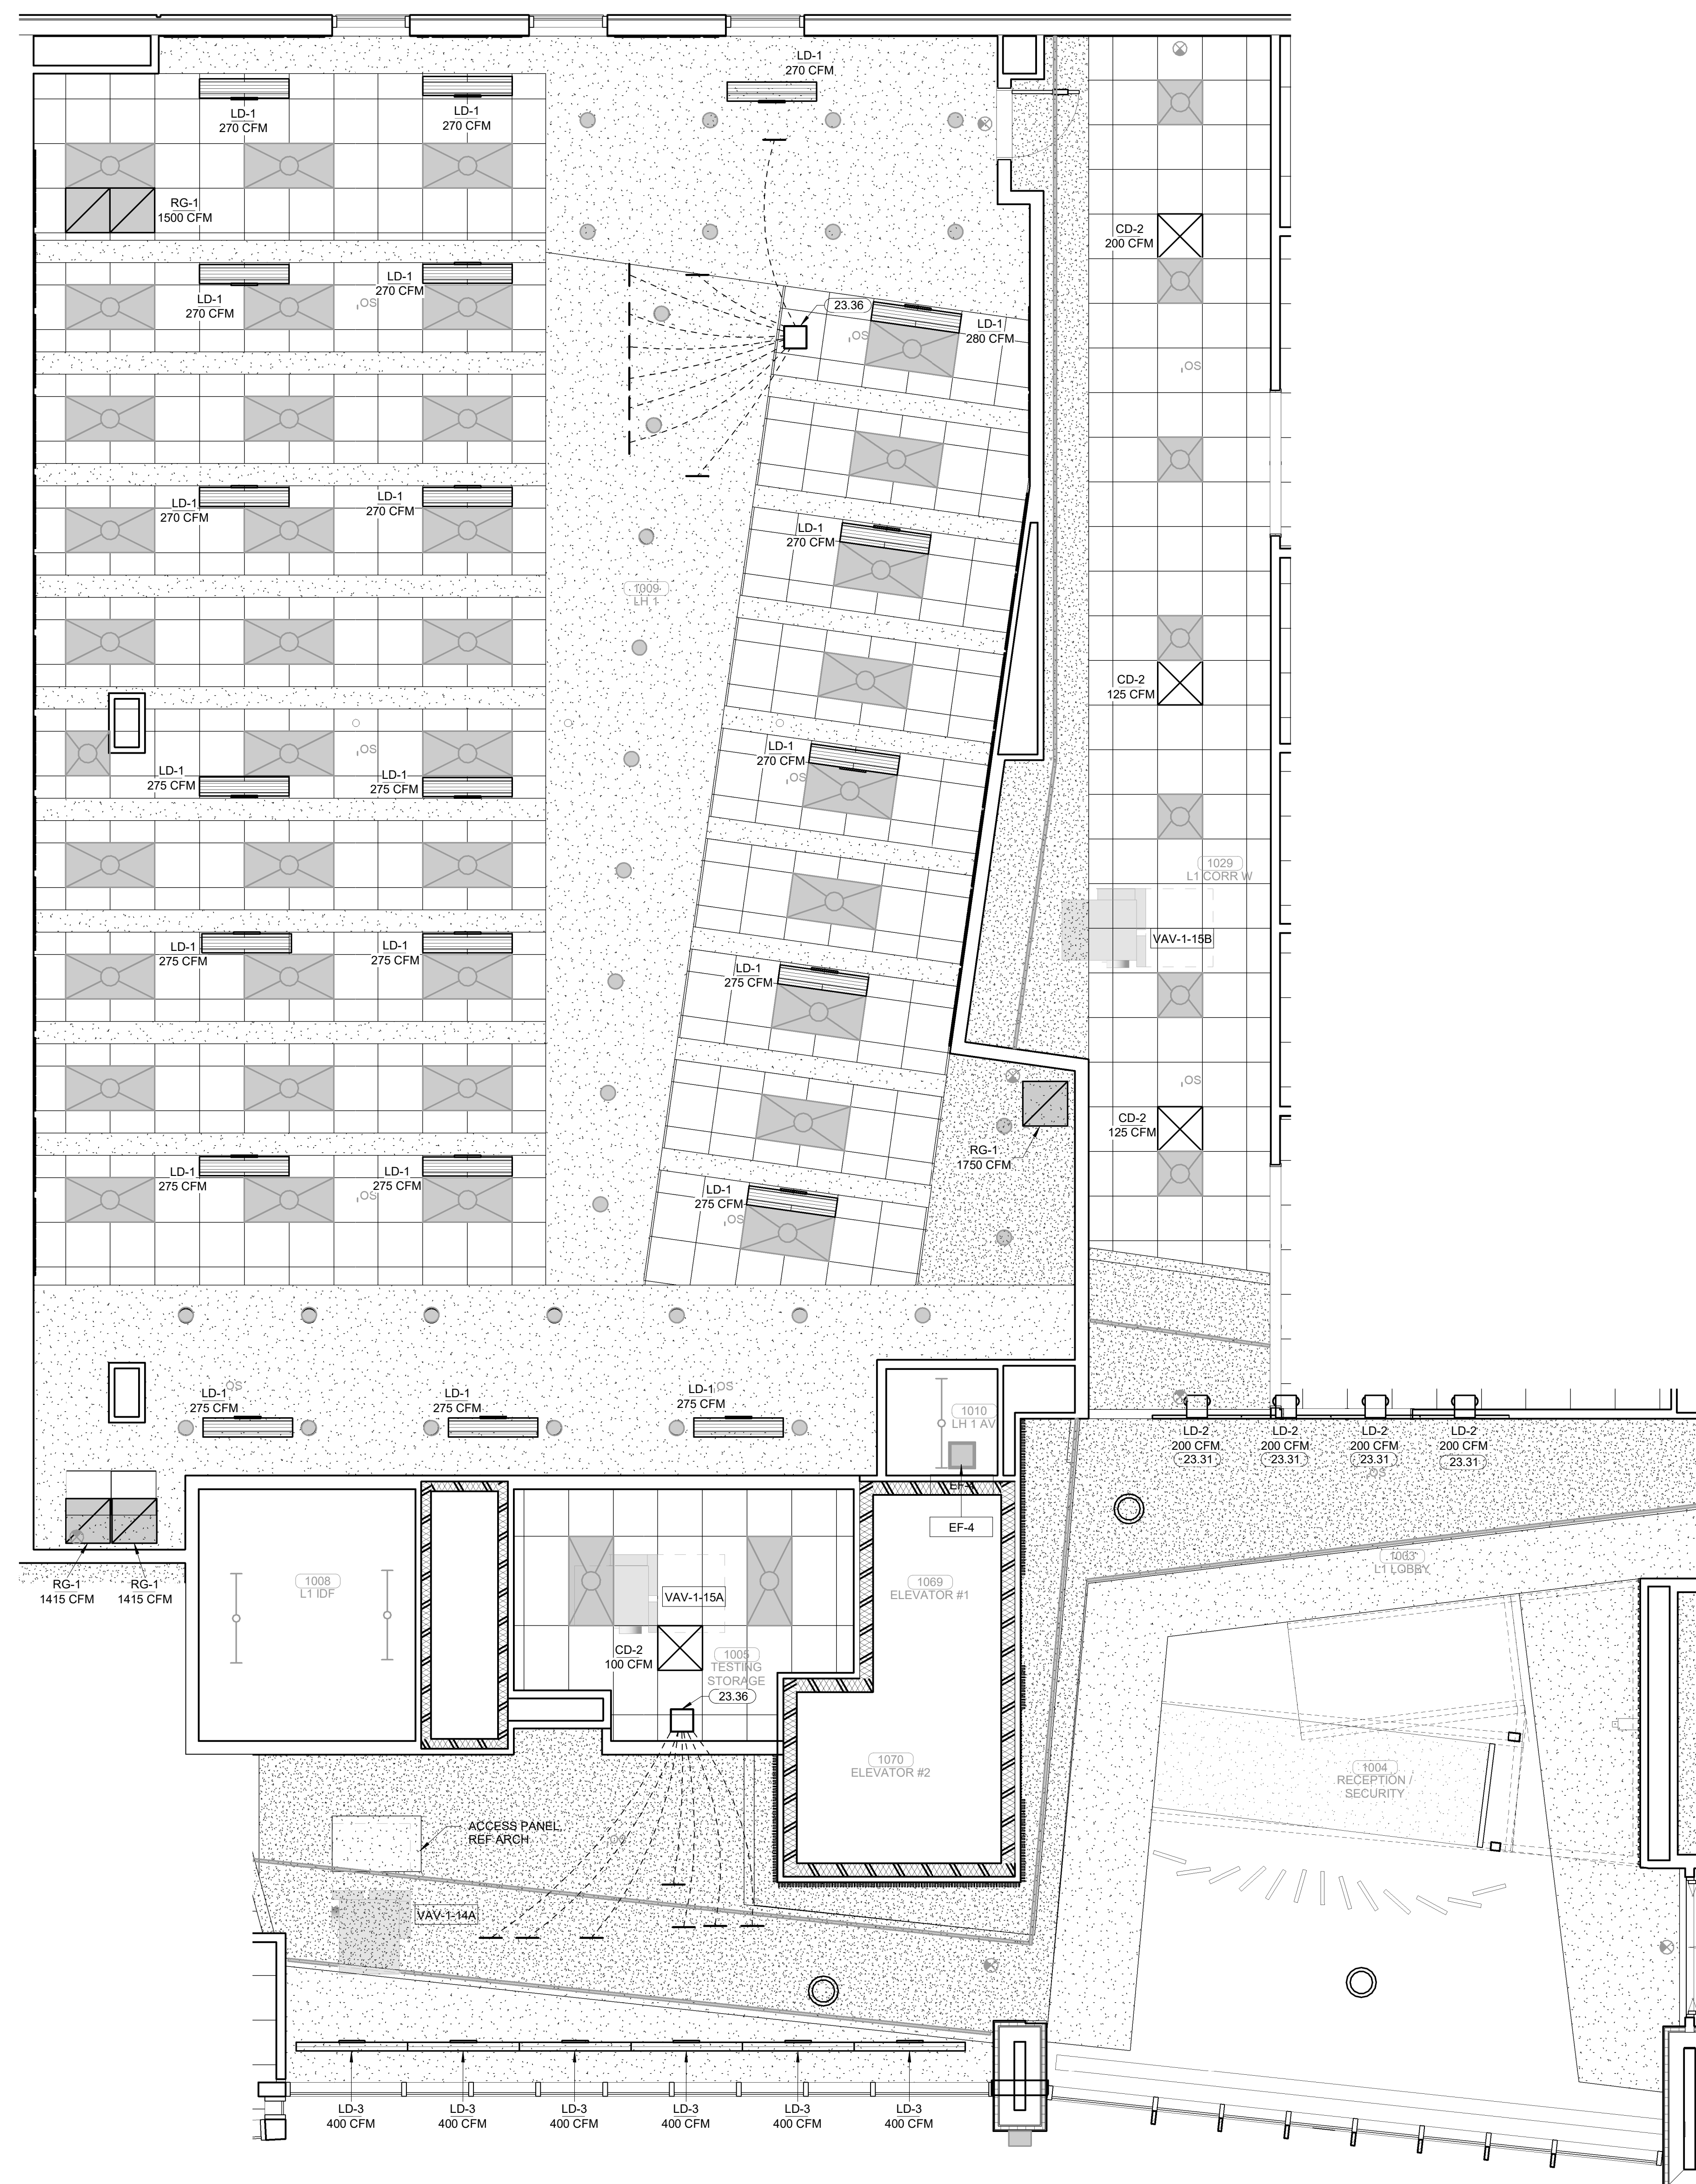 LD-1
270 CFM
LD-1
270 CFM
LD-1
270 CFM
RG-1
1500 CFM
CD-2
200 CFM
LD-1
270 CFM
LD-1
270 CFM
OS
23.36
OS
LD-1
280 CFM
OS
LD-1
270 CFM
LD-1
270 CFM
LD-1
270 CFM
1009
LH 1
CD-2
125 CFM
OS
LD-1
270 CFM
OS
LD-1
275 CFM
LD-1
275 CFM
1029
L1 CORR W
VAV-1-15B
LD-1
275 CFM
LD-1
275 CFM
LD-1
275 CFM
OS
CD-2
125 CFM
RG-1
1750 CFM
LD-1
275 CFM
LD-1
275 CFM
OS
LD-1
275 CFM
OS
LD-1
275 CFM
OS
LD-1
275 CFM
LD-1
275 CFM
OS
1010
LH 1 AV
LD-2
200 CFM
23.31
LD-2
200 CFM
23.31
LD-2
200 CFM
23.31
LD-2
200 CFM
23.31
OS
EF-4
EF-4
RG-1
1415 CFM
RG-1
1415 CFM
1008
L1 IDF
VAV-1-15A
CD-2
100 CFM
1005
TESTING
STORAGE
23.36
1069
ELEVATOR #1
1063
L1 LOBBY
1070
ELEVATOR #2
1004
RECEPTION /
SECURITY
ACCESS PANEL,
REF ARCH
OS
VAV-1-14A
LD-3
400 CFM
LD-3
400 CFM
LD-3
400 CFM
LD-3
400 CFM
LD-3
400 CFM
LD-3
400 CFM